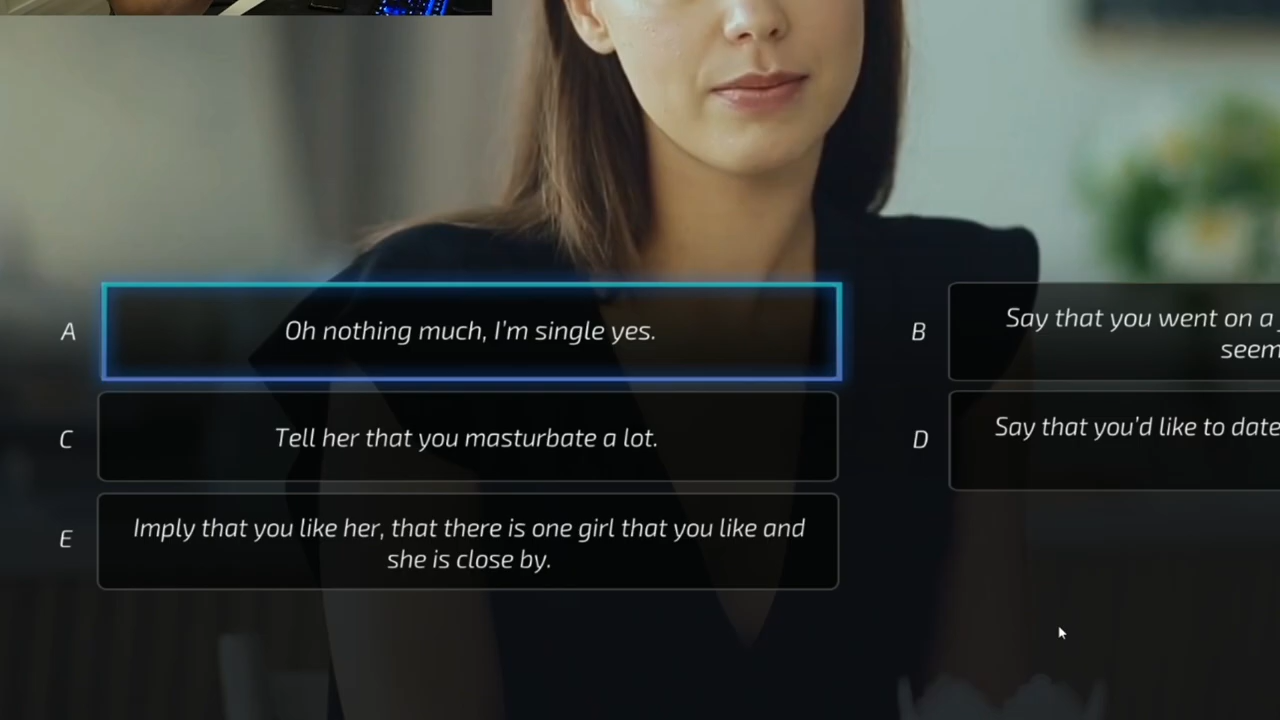 A
Oh nothing much, I'm single yes.
B
Say that you went on a
seem
C
Tell her that you masturbate a lot.
D
Say that you'd like to date
E
Imply that you like her, that there is one girl that you like and
she is close by.